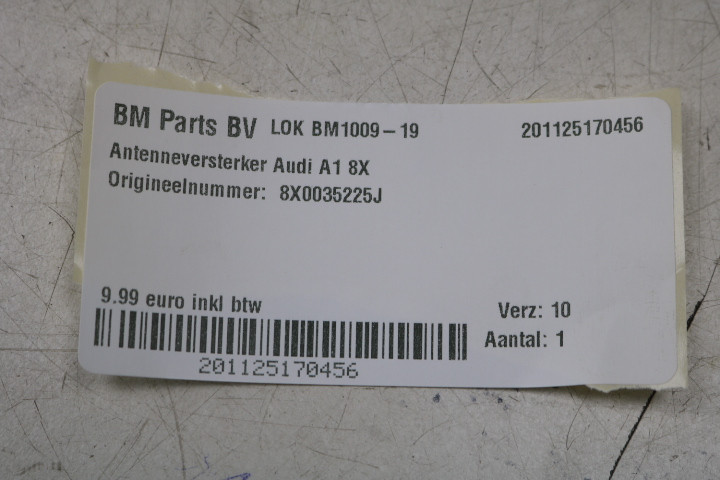 BM Parts BV LOK BM1009-19 201125170456
Antenneversterker Audi A1 8X
Origineelnummer: 8X0035225J
9.99 euro inkl btw
Verz: 10
Aantal: 1
201125170456